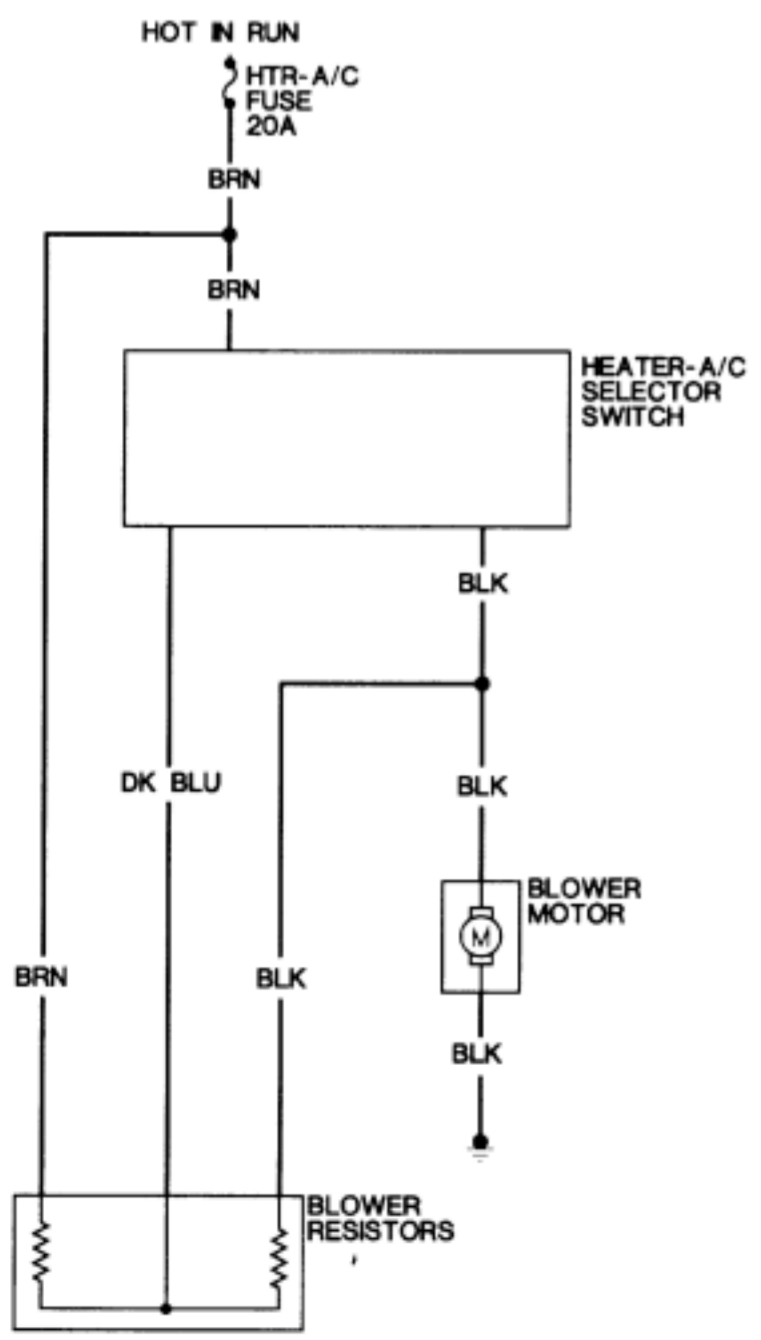 HOT IN RUN
HTR-A/C
FUSE
20A
BRN
BRN
HEATER-A/C
SELECTOR
SWITCH
BLK
DK BLU
BLK
BLOWER
MOTOR
M
BRN
BLK
BLK
BLOWER
RESISTORS